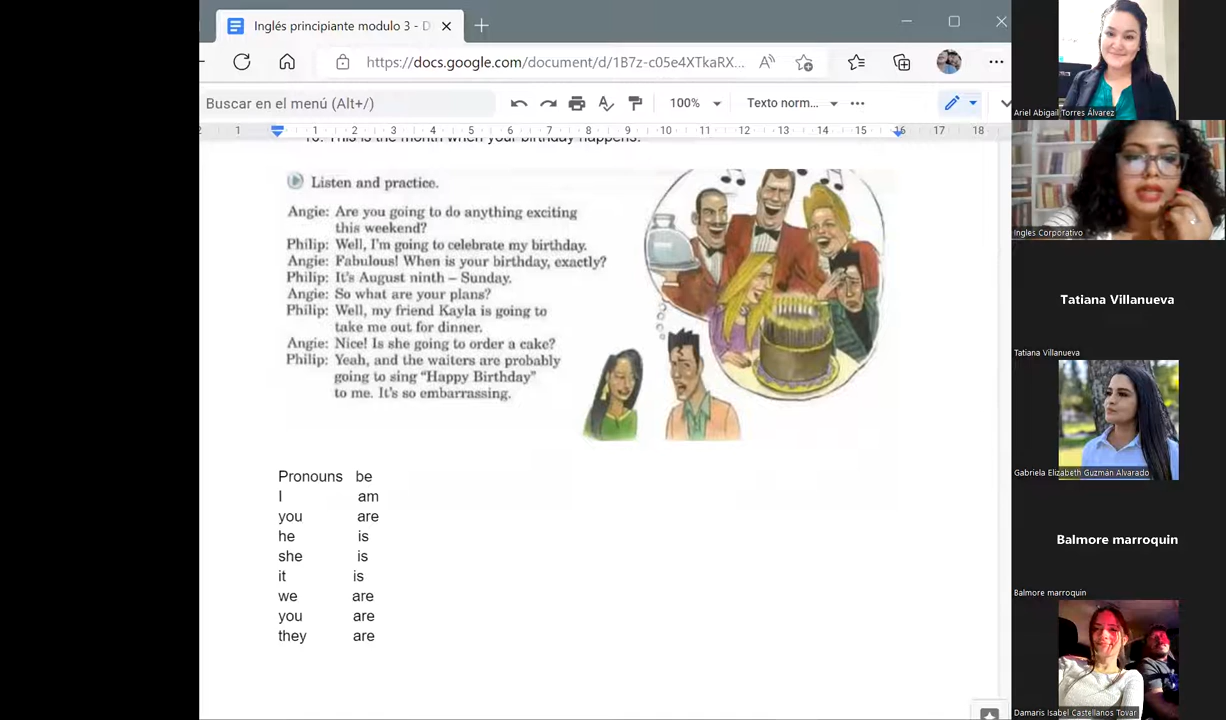 Inglés principiante modulo 3 - D
https://docs.google.com/document/d/1B7z-c05e4XTkaRX...
Buscar en el menú (Alt+/)
100%
Texto norm...
2 1 1 2 3 4 5 6 7 8 9 10 11 12 13 14 15 16 17 18
10. This is the month when your birthday happens.
Listen and practice.
Angie: Are you going to do anything exciting
this weekend?
Philip: Well, I'm going to celebrate my birthday.
Angie: Fabulous! When is your birthday, exactly?
Philip: It's August ninth – Sunday.
Angie: So what are your plans?
Philip: Well, my friend Kayla is going to
take me out for dinner.
Angie: Nice! Is she going to order a cake?
Philip: Yeah, and the waiters are probably
going to sing "Happy Birthday"
to me. It's so embarrassing.
Pronouns be
I am
you are
he is
she is
it is
we are
you are
they are
Ariel Abigail Torres Álvarez
Ingles Corporativo
Tatiana Villanueva
Tatiana Villanueva
Gabriela Elizabeth Guzmán Alvarado
Balmore marroquin
Balmore marroquin
Damaris Isabel Castellanos Tovar